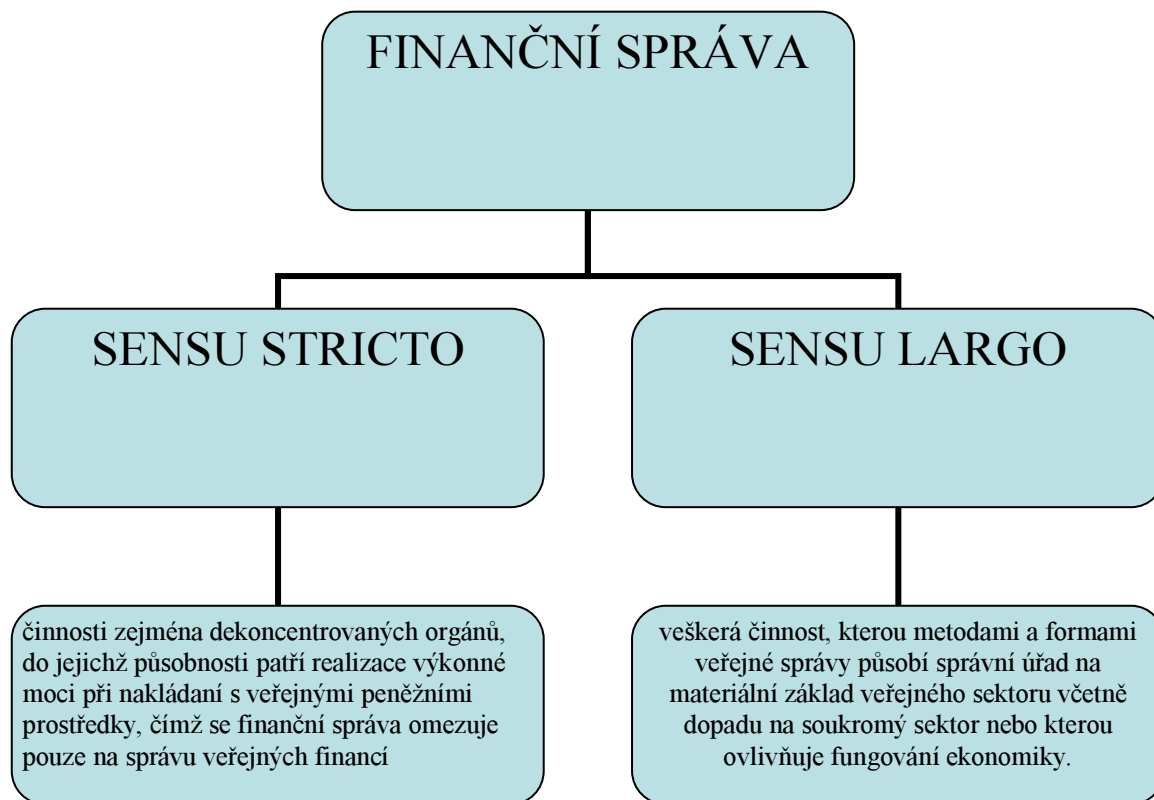 FINANČNÍ SPRÁVA
SENSU STRICTO
SENSU LARGO
činnosti zejména dekoncentrovaných orgánů,
do jejichž působnosti patří realizace výkonné
moci při nakládaní s veřejnými peněžními
prostředky, čímž se finanční správa omezuje
pouze na správu veřejných financí
veškerá činnost, kterou metodami a formami
veřejné správy působí správní úřad na
materiální základ veřejného sektoru včetně
dopadu na soukromý sektor nebo kterou
ovlivňuje fungování ekonomiky.